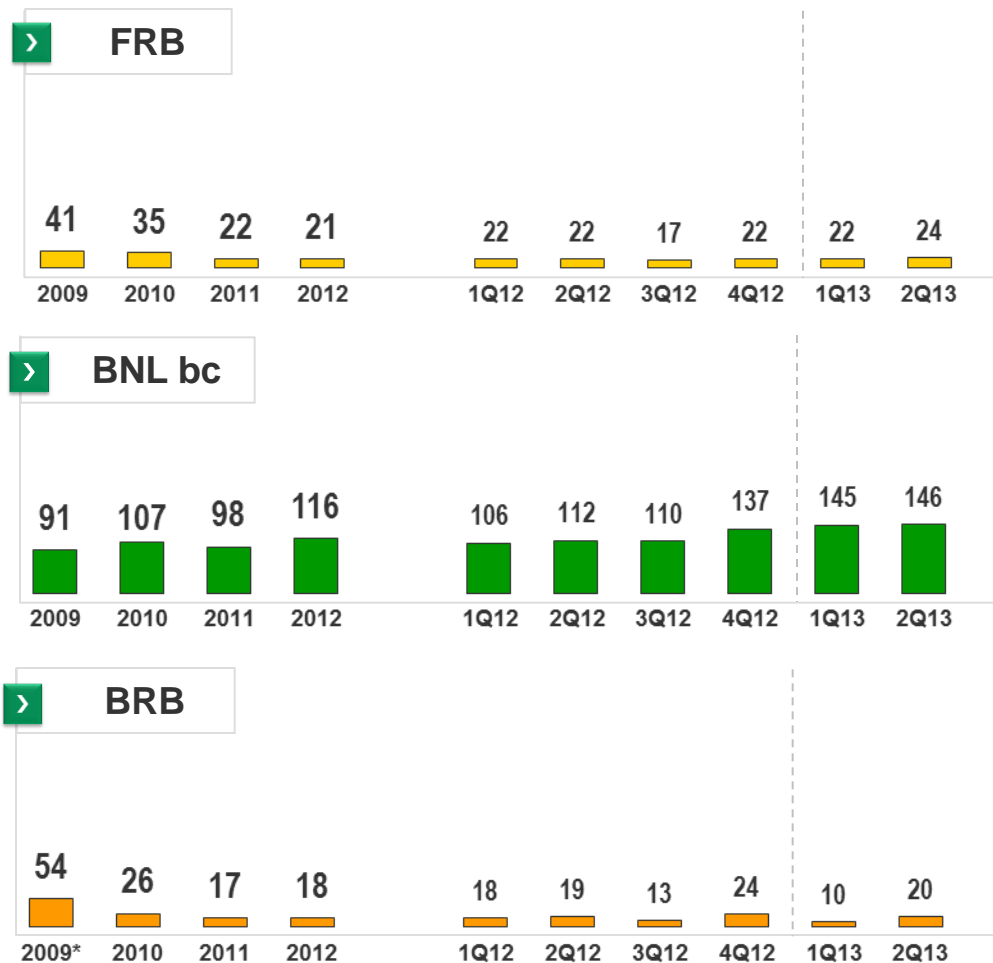 FRB
41 35 22 21 22 22 17 22 22 24
2009 2010 2011 2012 1Q12 2Q12 3Q12 4Q12 1Q13 2Q13
BNL bc
91 107 98 116 106 112 110 137 145 146
2009 2010 2011 2012 1Q12 2Q12 3Q12 4Q12 1Q13 2Q13
BRB
54 26 17 18 18 19 13 24 10 20
2009* 2010 2011 2012 1Q12 2Q12 3Q12 4Q12 1Q13 2Q13